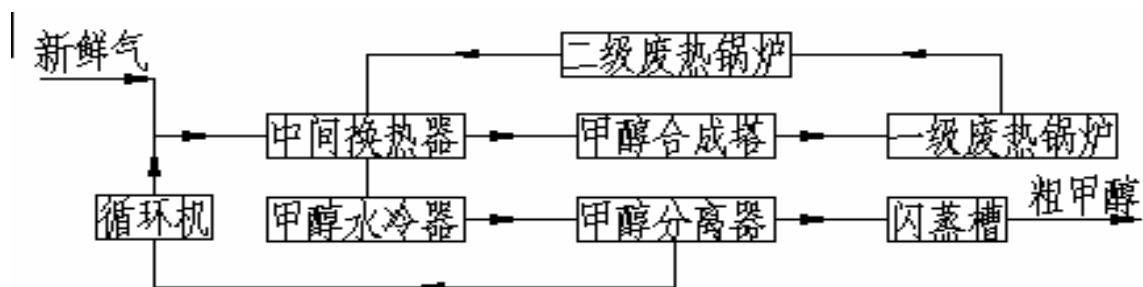 新鲜气
二级废热锅炉
中间换热器
甲醇合成塔
一级废热锅炉
循环机
甲醇水冷器
甲醇分离器
闪蒸槽
粗甲醇